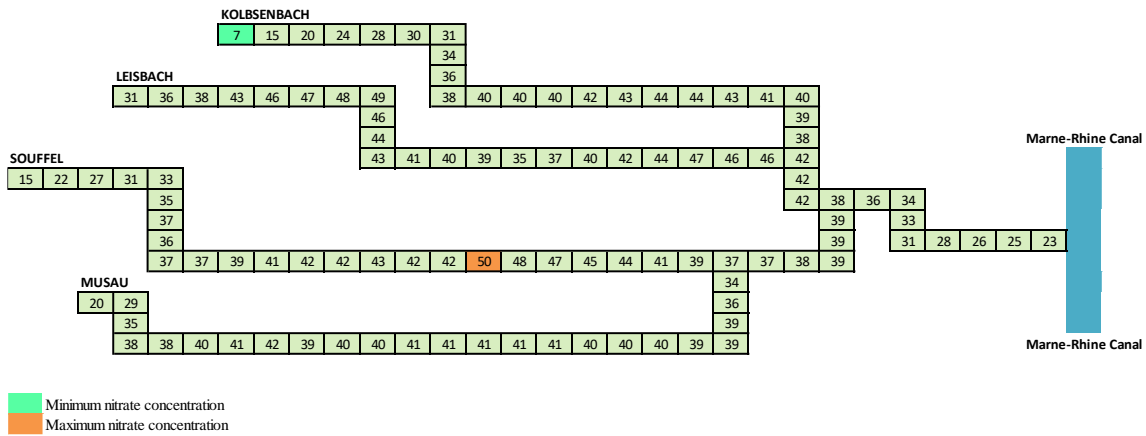 KOLBSENBACH
7 15 20 24 28 30 31
34
36
LEISBACH
31 36 38 43 46 47 48 49 38 40 40 40 42 43 44 44 43 41 40
46 39
44 38
Marne-Rhine Canal
43 41 40 39 35 37 40 42 44 47 46 46 42
SOUFFEL
15 22 27 31 33 42
35 42 38 36 34
37 39 33
36 39 31 28 26 25 23
37 37 39 41 42 42 43 42 42 50 48 47 45 44 41 39 37 37 38 39
MUSAU
34
20 29 36
35 39
38 38 40 41 42 39 40 40 41 41 41 41 41 40 40 40 39 39
Marne-Rhine Canal
Minimum nitrate concentration
Maximum nitrate concentration